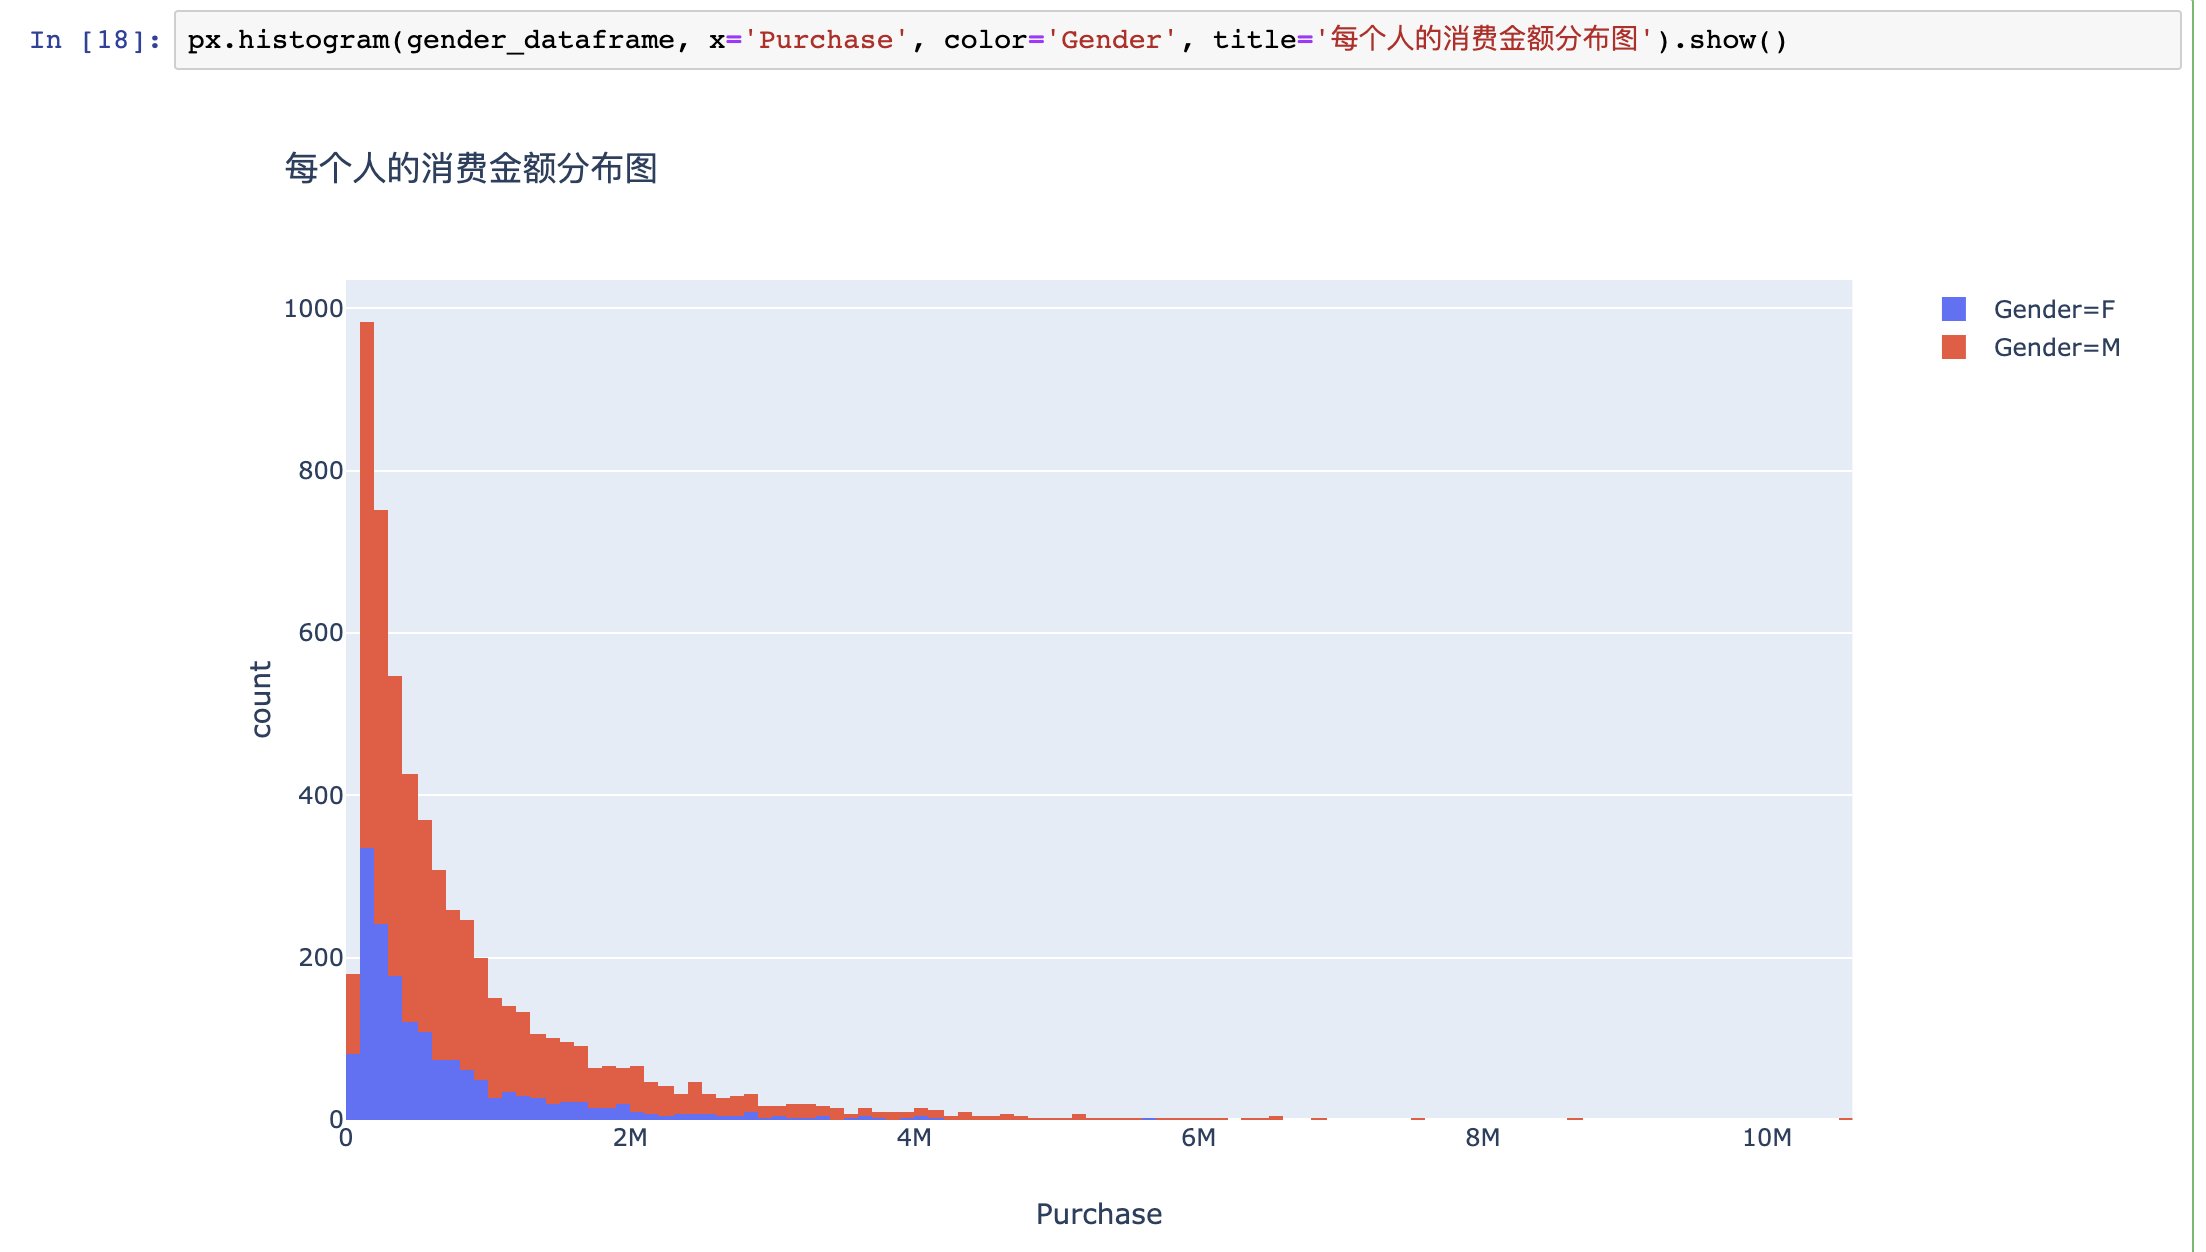 In [18]: px.histogram(gender_dataframe, x='Purchase', color='Gender', title='每个人的消费金额分布图').show()
每个人的消费金额分布图
1000
800
600
400
200
0
count
0 2M 4M 6M 8M 10M
Purchase
Gender=F
Gender=M